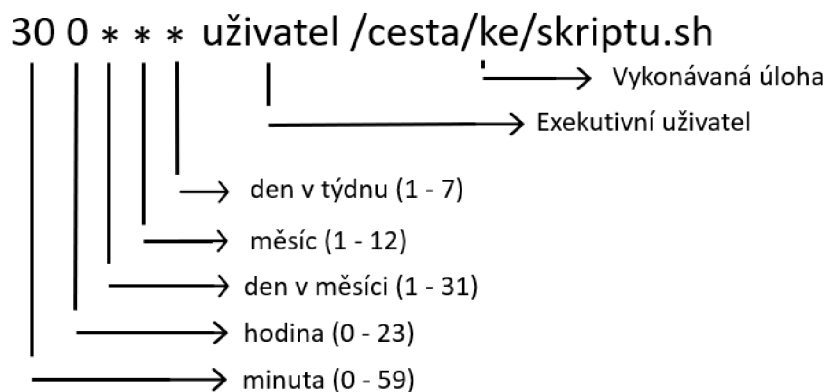 30 0 * * * uživatel /cesta/ke/skriptu.sh
Vykonávaná úloha
Exekutivní uživatel
den v týdnu (1 - 7)
měsíc (1 - 12)
den v měsíci (1 - 31)
hodina (0 - 23)
minuta (0 - 59)